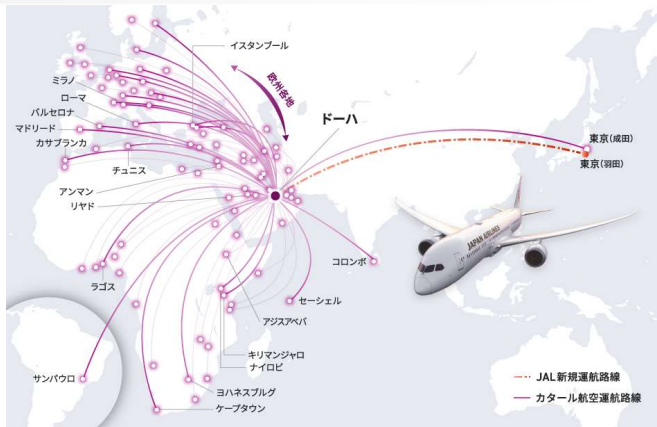 イスタンブール
欧州各地
ミラノ
ローマ
バルセロナ
マドリード
カサブランカ
チュニス
アンマン
リヤド
ドーハ
東京(成田)
東京(羽田)
JAPAN AIRLINES
コロンボ
ラゴス
セーシェル
アジスアベバ
キリマンジャロ
ナイロビ
サンパウロ
ヨハネスブルグ
ケープタウン
JAL新規運航路線
カタール航空運航路線